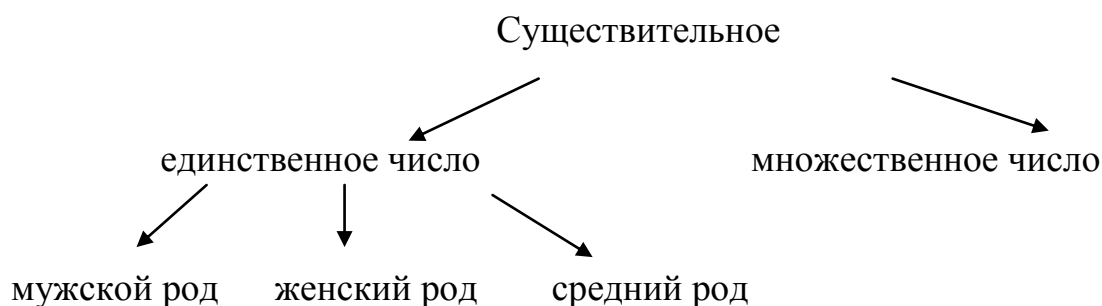 Существительное
единственное число множественное число
мужской род женский род средний род